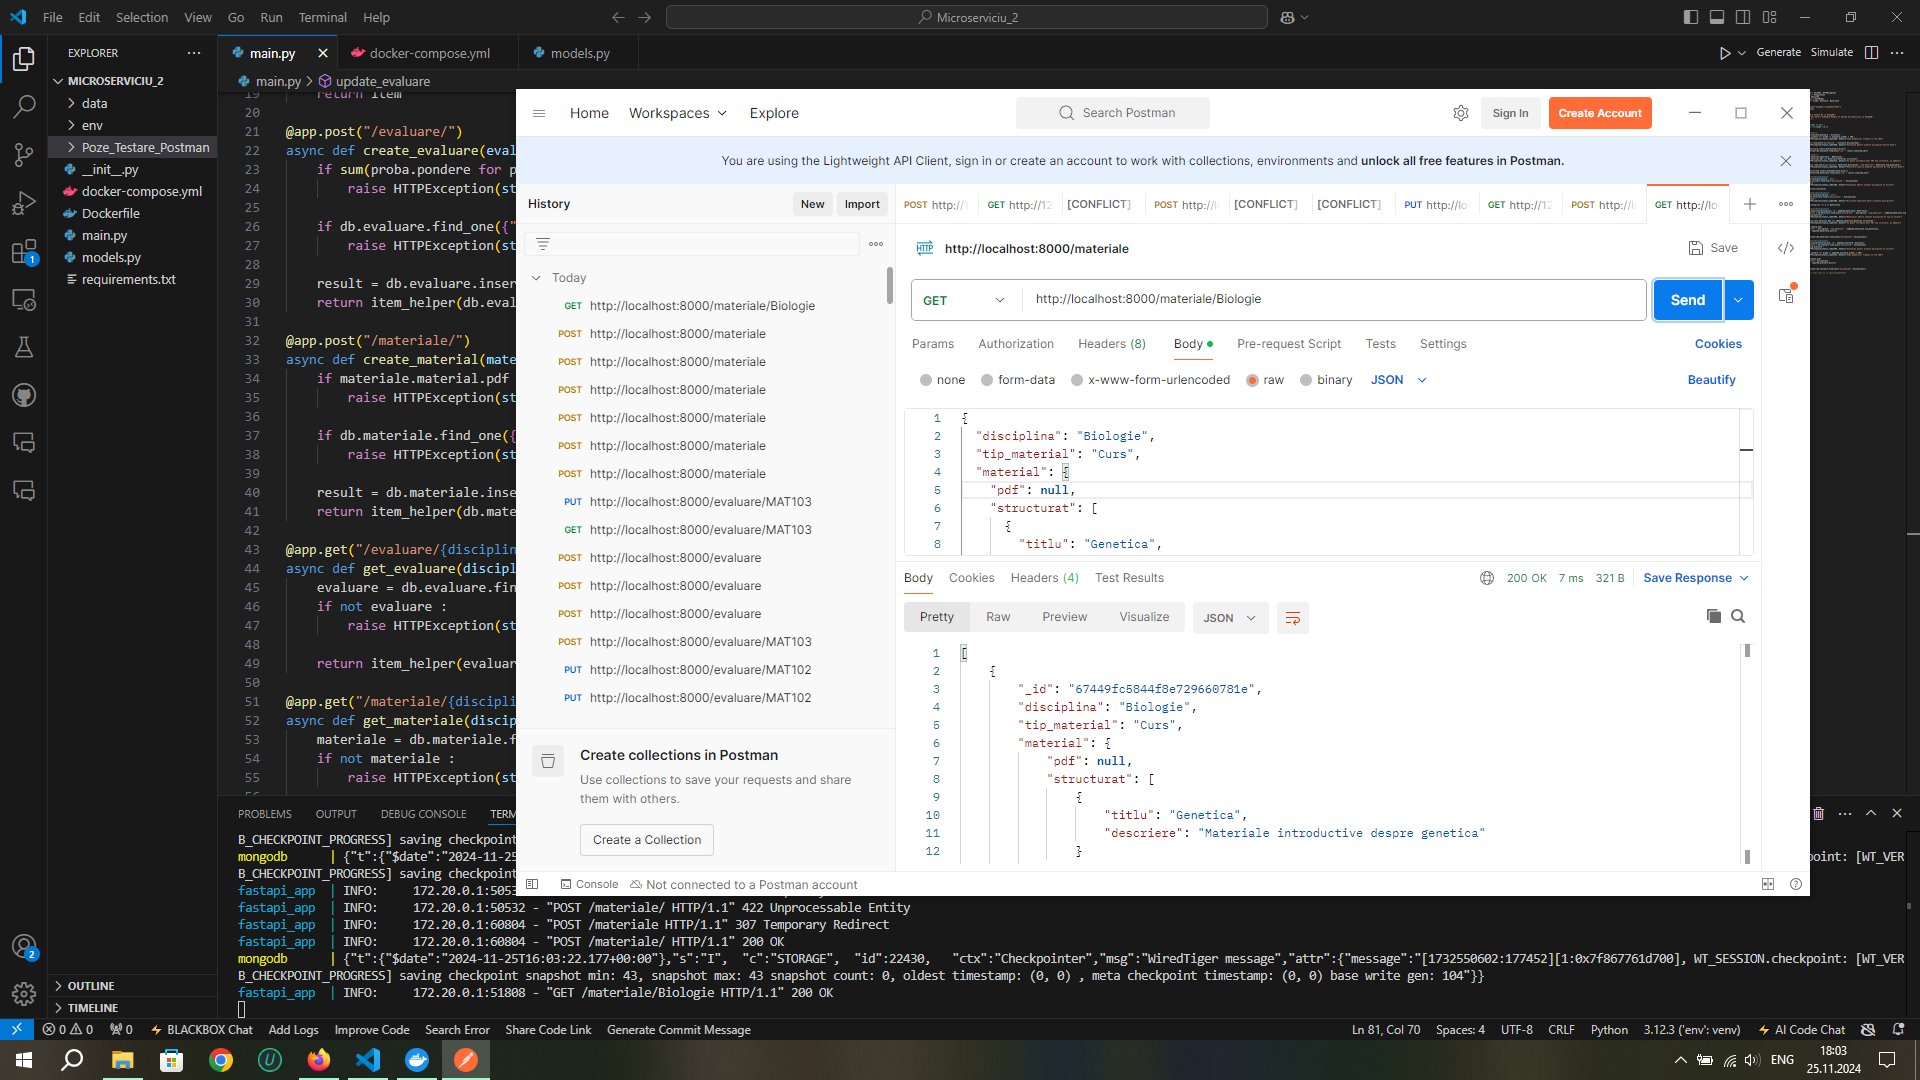 File Edit Selection View Go Run Terminal Help
Microserviciu_2
EXPLORER
MICROSERVICIU_2
data
env
Poze_Testare_Postman
__init__.py
docker-compose.yml
Dockerfile
main.py
models.py
requirements.txt
OUTLINE
TIMELINE
main.py docker-compose.yml models.py
Generate Simulate
main.py > update_evaluare
19 return item
20
21 @app.post("/evaluare/")
22 async def create_evaluare(eval
23 if sum(proba.pondere for p
24 raise HTTPException(st
25
26 if db.evaluare.find_one({"
27 raise HTTPException(st
28
29 result = db.evaluare.inser
30 return item_helper(db.eval
31
32 @app.post("/materiale/")
33 async def create_material(mate
34 if materiale.material.pdf
35 raise HTTPException(st
36
37 if db.materiale.find_one({
38 raise HTTPException(st
39
40 result = db.materiale.inse
41 return item_helper(db.mate
42
43 @app.get("/evaluare/{disciplin
44 async def get_evaluare(discipl
45 evaluare = db.evaluare.fin
46 if not evaluare :
47 raise HTTPException(st
48
49 return item_helper(evaluar
50
51 @app.get("/materiale/{discipli
52 async def get_materiale(discip
53 materiale = db.materiale.f
54 if not materiale :
55 raise HTTPException(st
Home Workspaces Explore
Search Postman
Sign In Create Account
You are using the Lightweight API Client, sign in or create an account to work with collections, environments and unlock all free features in Postman.
History
New Import
Today
GET http://localhost:8000/materiale/Biologie
POST http://localhost:8000/materiale
POST http://localhost:8000/materiale
POST http://localhost:8000/materiale
POST http://localhost:8000/materiale
POST http://localhost:8000/materiale
POST http://localhost:8000/materiale
PUT http://localhost:8000/evaluare/MAT103
GET http://localhost:8000/evaluare/MAT103
POST http://localhost:8000/evaluare
POST http://localhost:8000/evaluare
POST http://localhost:8000/evaluare
POST http://localhost:8000/evaluare/MAT103
PUT http://localhost:8000/evaluare/MAT102
PUT http://localhost:8000/evaluare/MAT102
Create collections in Postman
Use collections to save your requests and share
them with others.
Create a Collection
POST http://1 GET http://12 [CONFLICT] POST http://l [CONFLICT] [CONFLICT] PUT http://lo GET http://12 POST http://lo GET http://lo
HTTP http://localhost:8000/materiale
Save
GET http://localhost:8000/materiale/Biologie Send
Params Authorization Headers (8) Body Pre-request Script Tests Settings Cookies
none form-data x-www-form-urlencoded raw binary JSON Beautify
1 {
2 "disciplina": "Biologie",
3 "tip_material": "Curs",
4 "material": {
5 "pdf": null,
6 "structurat": [
7 {
8 "titlu": "Genetica",
Body Cookies Headers (4) Test Results 200 OK 7 ms 321 B Save Response
Pretty Raw Preview Visualize JSON
1 [
2 {
3 "_id": "67449fc5844f8e729660781e",
4 "disciplina": "Biologie",
5 "tip_material": "Curs",
6 "material": {
7 "pdf": null,
8 "structurat": [
9 {
10 "titlu": "Genetica",
11 "descriere": "Materiale introductive despre genetica"
12 }
Console Not connected to a Postman account
PROBLEMS OUTPUT DEBUG CONSOLE TERM
B_CHECKPOINT_PROGRESS] saving checkpoint
mongodb | {"t":{"$date":"2024-11-25 point: [WT_VER
B_CHECKPOINT_PROGRESS] saving checkpoint
fastapi_app | INFO: 172.20.0.1:5053
fastapi_app | INFO: 172.20.0.1:50532 - "POST /materiale/ HTTP/1.1" 422 Unprocessable Entity
fastapi_app | INFO: 172.20.0.1:60804 - "POST /materiale HTTP/1.1" 307 Temporary Redirect
fastapi_app | INFO: 172.20.0.1:60804 - "POST /materiale/ HTTP/1.1" 200 OK
mongodb | {"t":{"$date":"2024-11-25T16:03:22.177+00:00"},"s":"I", "c":"STORAGE", "id":22430, "ctx":"Checkpointer","msg":"WiredTiger message","attr":{"message":"[1732550602:177452][1:0x7f867761d700], WT_SESSION.checkpoint: [WT_VER
B_CHECKPOINT_PROGRESS] saving checkpoint snapshot min: 43, snapshot max: 43 snapshot count: 0, oldest timestamp: (0, 0) , meta checkpoint timestamp: (0, 0) base write gen: 104"}}
fastapi_app | INFO: 172.20.0.1:51808 - "GET /materiale/Biologie HTTP/1.1" 200 OK
0 0 0 BLACKBOX Chat Add Logs Improve Code Search Error Share Code Link Generate Commit Message
Ln 81, Col 70 Spaces: 4 UTF-8 CRLF Python 3.12.3 ('env': venv) AI Code Chat
ENG
18:03
25.11.2024